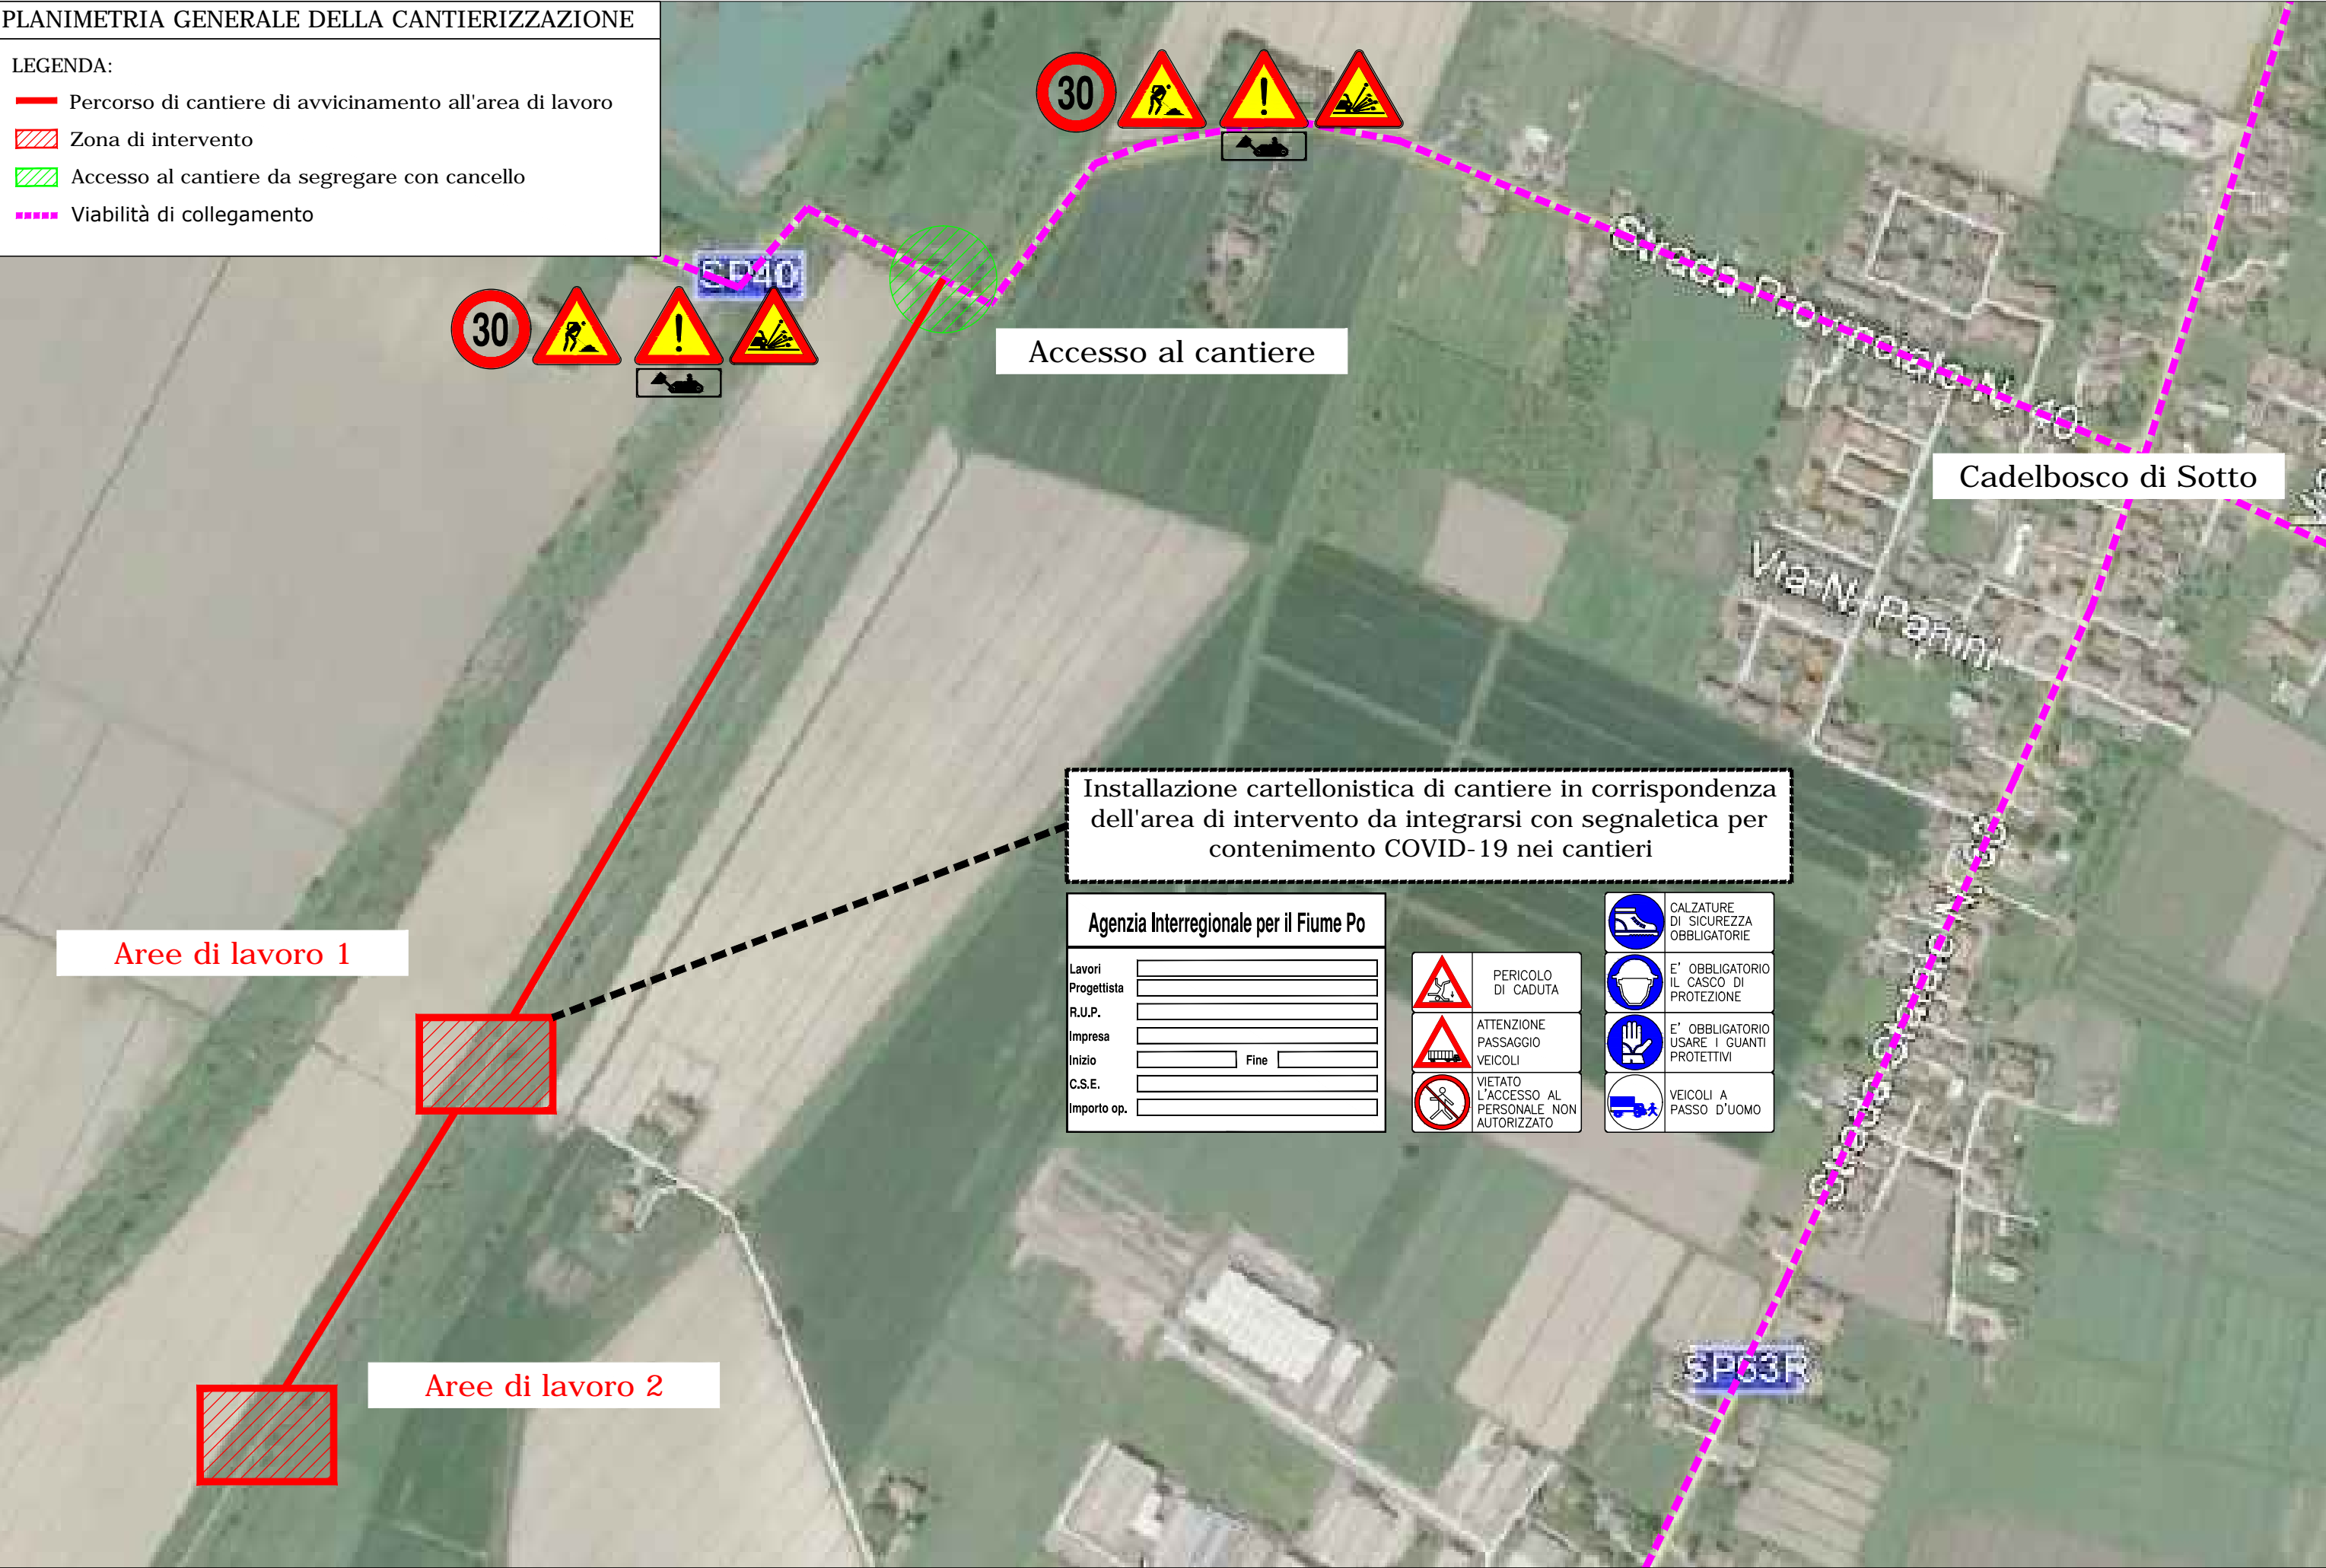 PLANIMETRIA GENERALE DELLA CANTIERIZZAZIONE
LEGENDA:
Percorso di cantiere di avvicinamento all'area di lavoro
Zona di intervento
Accesso al cantiere da segregare con cancello
Viabilità di collegamento
30
!
SP40
30
!
Accesso al cantiere
Strada Provinciale N. 40
Cadelbosco di Sotto
Via N. Panini
Installazione cartellonistica di cantiere in corrispondenza
dell'area di intervento da integrarsi con segnaletica per
contenimento COVID-19 nei cantieri
Aree di lavoro 1
Agenzia Interregionale per il Fiume Po
Lavori
Progettista
R.U.P.
Impresa
Inizio
Fine
C.S.E.
Importo op.
PERICOLO
DI CADUTA
ATTENZIONE
PASSAGGIO
VEICOLI
VIETATO
L'ACCESSO AL
PERSONALE NON
AUTORIZZATO
CALZATURE
DI SICUREZZA
OBBLIGATORIE
E' OBBLIGATORIO
IL CASCO DI
PROTEZIONE
E' OBBLIGATORIO
USARE I GUANTI
PROTETTIVI
VEICOLI A
PASSO D'UOMO
Aree di lavoro 2
SP63R